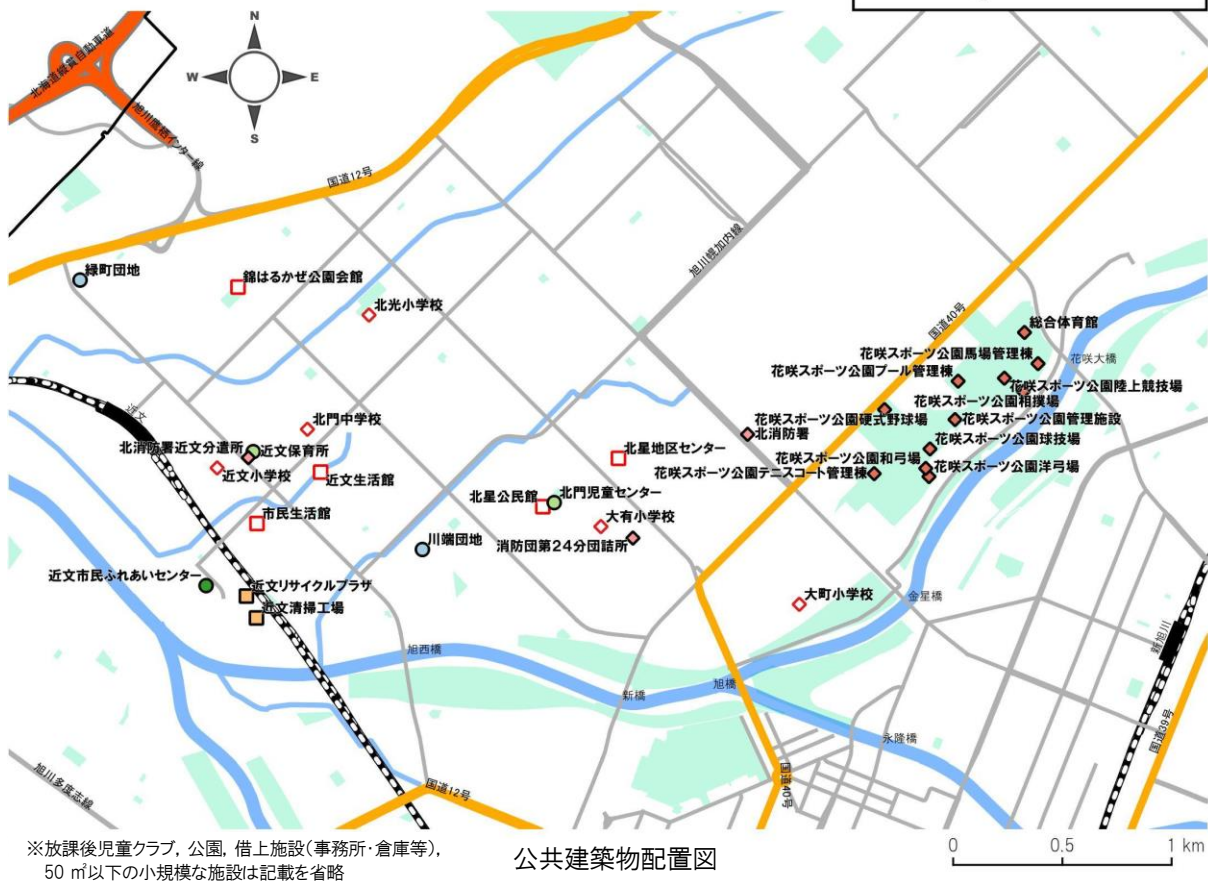 北海道縦貫自動車道
旭川鷹栖インター線
N
W
E
S
国道12号
緑町団地
錦はるかぜ公園会館
北光小学校
旭川幌加内線
国道40号
総合体育館
花咲スポーツ公園馬場管理棟
花咲大橋
花咲スポーツ公園プール管理棟
花咲スポーツ公園陸上競技場
花咲スポーツ公園相撲場
花咲スポーツ公園硬式野球場
花咲スポーツ公園管理施設
北消防署
花咲スポーツ公園球技場
花咲スポーツ公園和弓場
花咲スポーツ公園洋弓場
花咲スポーツ公園テニスコート管理棟
近文
北門中学校
北消防署近文分遣所
近文保育所
近文小学校
近文生活館
北星地区センター
北星公民館
北門児童センター
市民生活館
大有小学校
川端団地
消防団第24分団詰所
近文市民ふれあいセンター
近文リサイクルプラザ
近文清掃工場
大町小学校
金星橋
新旭川
旭西橋
新橋
旭橋
永隆橋
国道39号
旭川多度志線
国道12号
国道40号
※放課後児童クラブ, 公園, 借上施設(事務所・倉庫等),
50 ㎡以下の小規模な施設は記載を省略
公共建築物配置図
0 0.5 1 km